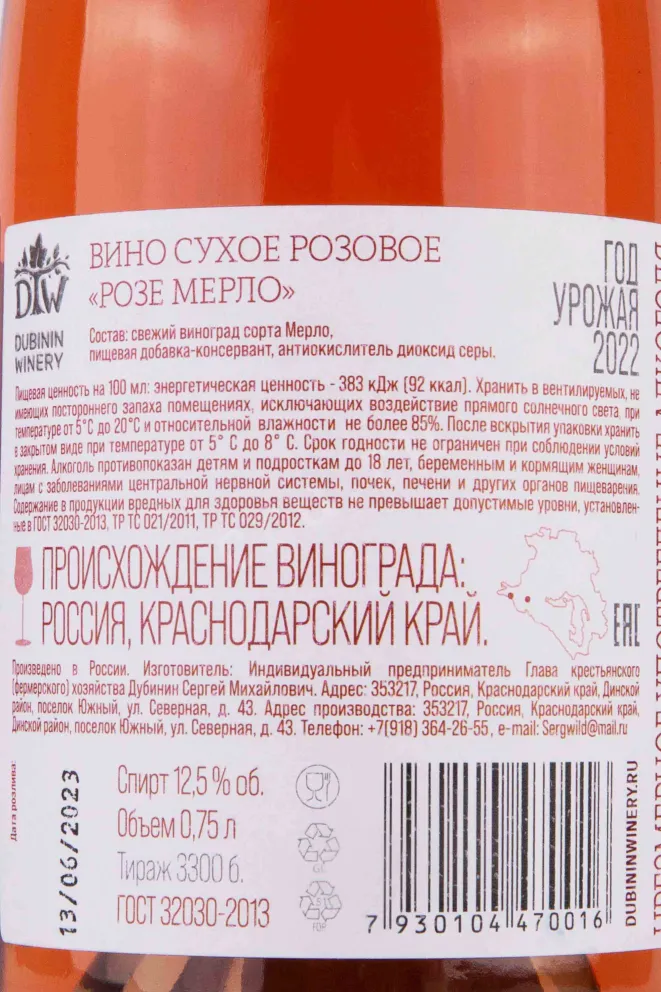 DW
DUBININ
WINERY
ВИНО СУХОЕ РОЗОВОЕ
«РОЗЕ МЕРЛО»
ГОД
УРОЖАЯ
2022
Состав: свежий виноград сорта Мерло,
пищевая добавка-консервант, антиокислитель диоксид серы.
Пищевая ценность на 100 мл: энергетическая ценность - 383 кДж (92 ккал). Хранить в вентилируемых, не
имеющих постороннего запаха помещениях, исключающих воздействие прямого солнечного света, при
температуре от 5°С до 20°С и относительной влажности не более 85%. После вскрытия упаковки хранить
в закрытом виде при температуре от 5° С до 8° С. Срок годности не ограничен при соблюдении условий
хранения. Алкоголь противопоказан детям и подросткам до 18 лет, беременным и кормящим женщинам,
лицам с заболеваниями центральной нервной системы, почек, печени и других органов пищеварения.
Содержание в продукции вредных для здоровья веществ не превышает допустимые уровни, установлен-
ные в ГОСТ 32030-2013, ТР ТС 021/2011, ТР ТС 029/2012.
ПРОИСХОЖДЕНИЕ ВИНОГРАДА:
РОССИЯ, КРАСНОДАРСКИЙ КРАЙ.
ЕАС
Произведено в России. Изготовитель: Индивидуальный предприниматель Глава крестьянского
(фермерского) хозяйства Дубинин Сергей Михайлович. Адрес: 353217, Россия, Краснодарский край, Динской
район, поселок Южный, ул. Северная, д. 43. Адрес производства: 353217, Россия, Краснодарский край,
Динской район, поселок Южный, ул. Северная, д. 43. Телефон: +7(918) 364-26-55, e-mail: Sergwild@mail.ru
Дата розлива:
13/06/2023
Спирт 12,5 % об.
Объем 0,75 л
Тираж 3300 б.
ГОСТ 32030-2013
7 930104 470016
DUBININWINERY.RU